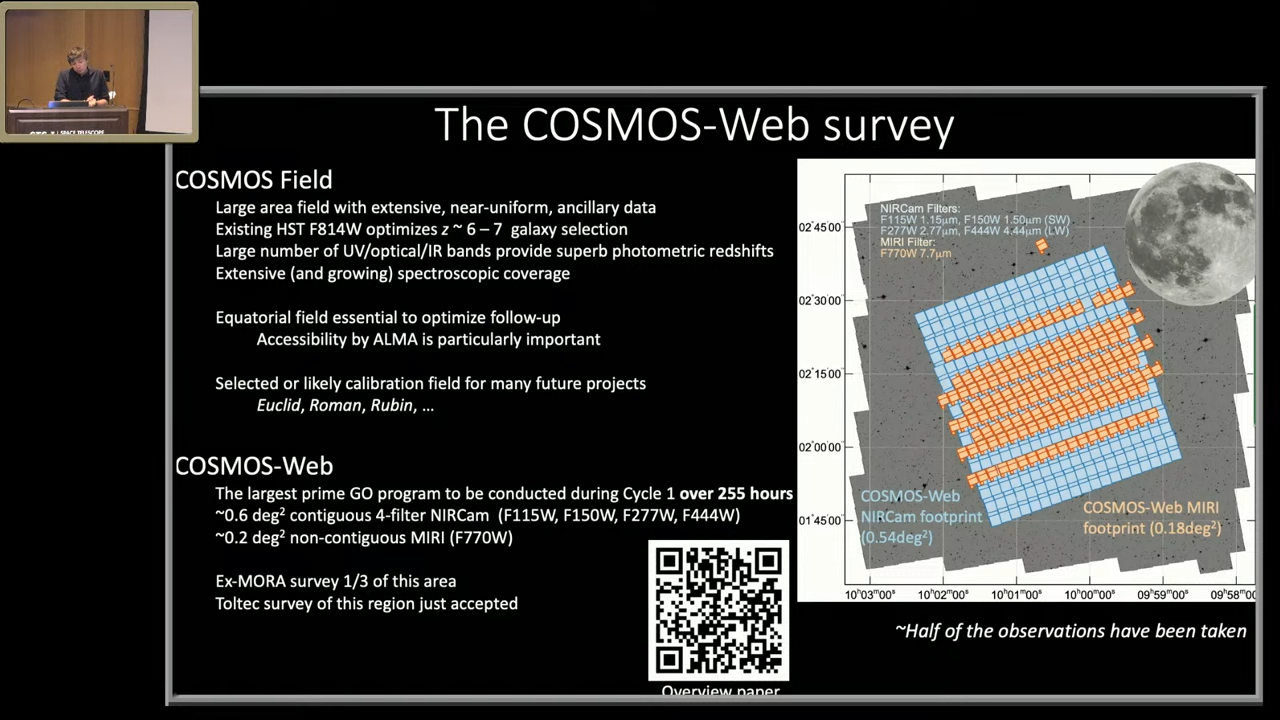 The COSMOS-Web survey
COSMOS Field
Large area field with extensive, near-uniform, ancillary data
Existing HST F814W optimizes z ~ 6 – 7 galaxy selection
Large number of UV/optical/IR bands provide superb photometric redshifts
Extensive (and growing) spectroscopic coverage
Equatorial field essential to optimize follow-up
Accessibility by ALMA is particularly important
Selected or likely calibration field for many future projects
Euclid, Roman, Rubin, ...
COSMOS-Web
The largest prime GO program to be conducted during Cycle 1 over 255 hours
~0.6 deg² contiguous 4-filter NIRCam (F115W, F150W, F277W, F444W)
~0.2 deg² non-contiguous MIRI (F770W)
Ex-MORA survey 1/3 of this area
Toltec survey of this region just accepted
Overview paper
NIRCam Filters:
F115W 1.15μm, F150W 1.50μm (SW)
F277W 2.77μm, F444W 4.44μm (LW)
MIRI Filter:
F770W 7.7μm
02°45'00"
02°30'00"
02°15'00"
02°00'00"
01°45'00"
COSMOS-Web
NIRCam footprint
(0.54deg²)
COSMOS-Web MIRI
footprint (0.18deg²)
10ʰ03ᵐ00ˢ 10ʰ02ᵐ00ˢ 10ʰ01ᵐ00ˢ 10ʰ00ᵐ00ˢ 09ʰ59ᵐ00ˢ
~Half of the observations have been taken
SPACE TELESCOPE